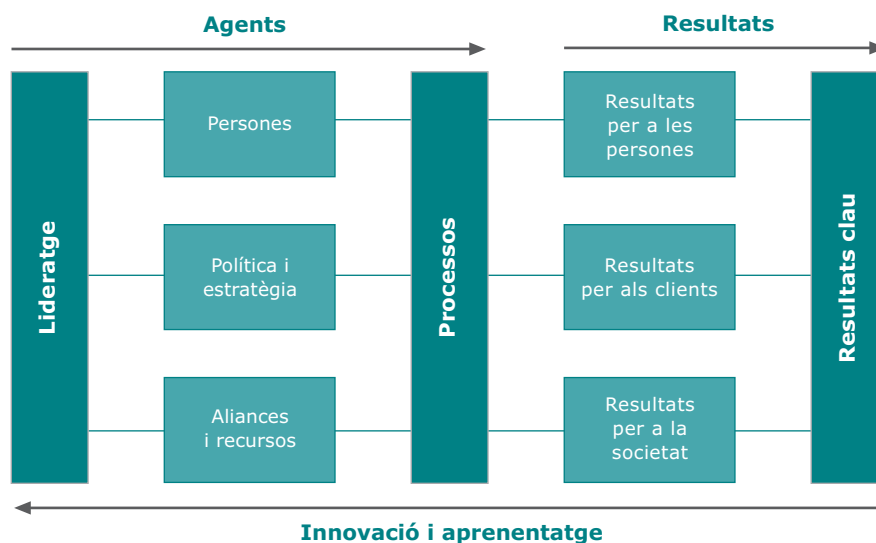 Agents
Resultats
Lideratge
Persones
Política i
estratègia
Aliances
i recursos
Processos
Resultats
per a les
persones
Resultats
per als clients
Resultats
per a la
societat
Resultats clau
Innovació i aprenentatge